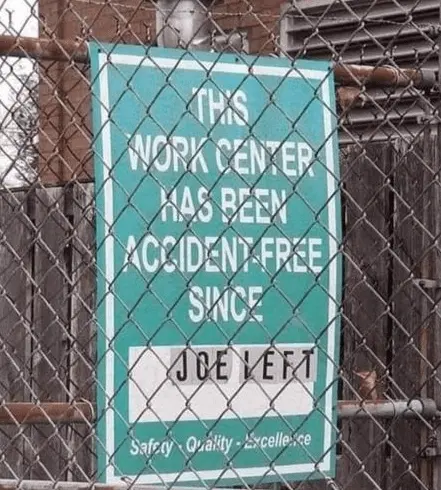 THIS
WORK CENTER
HAS BEEN
ACCIDENT-FREE
SINCE
JOE LEFT
Safety - Quality - Excellence